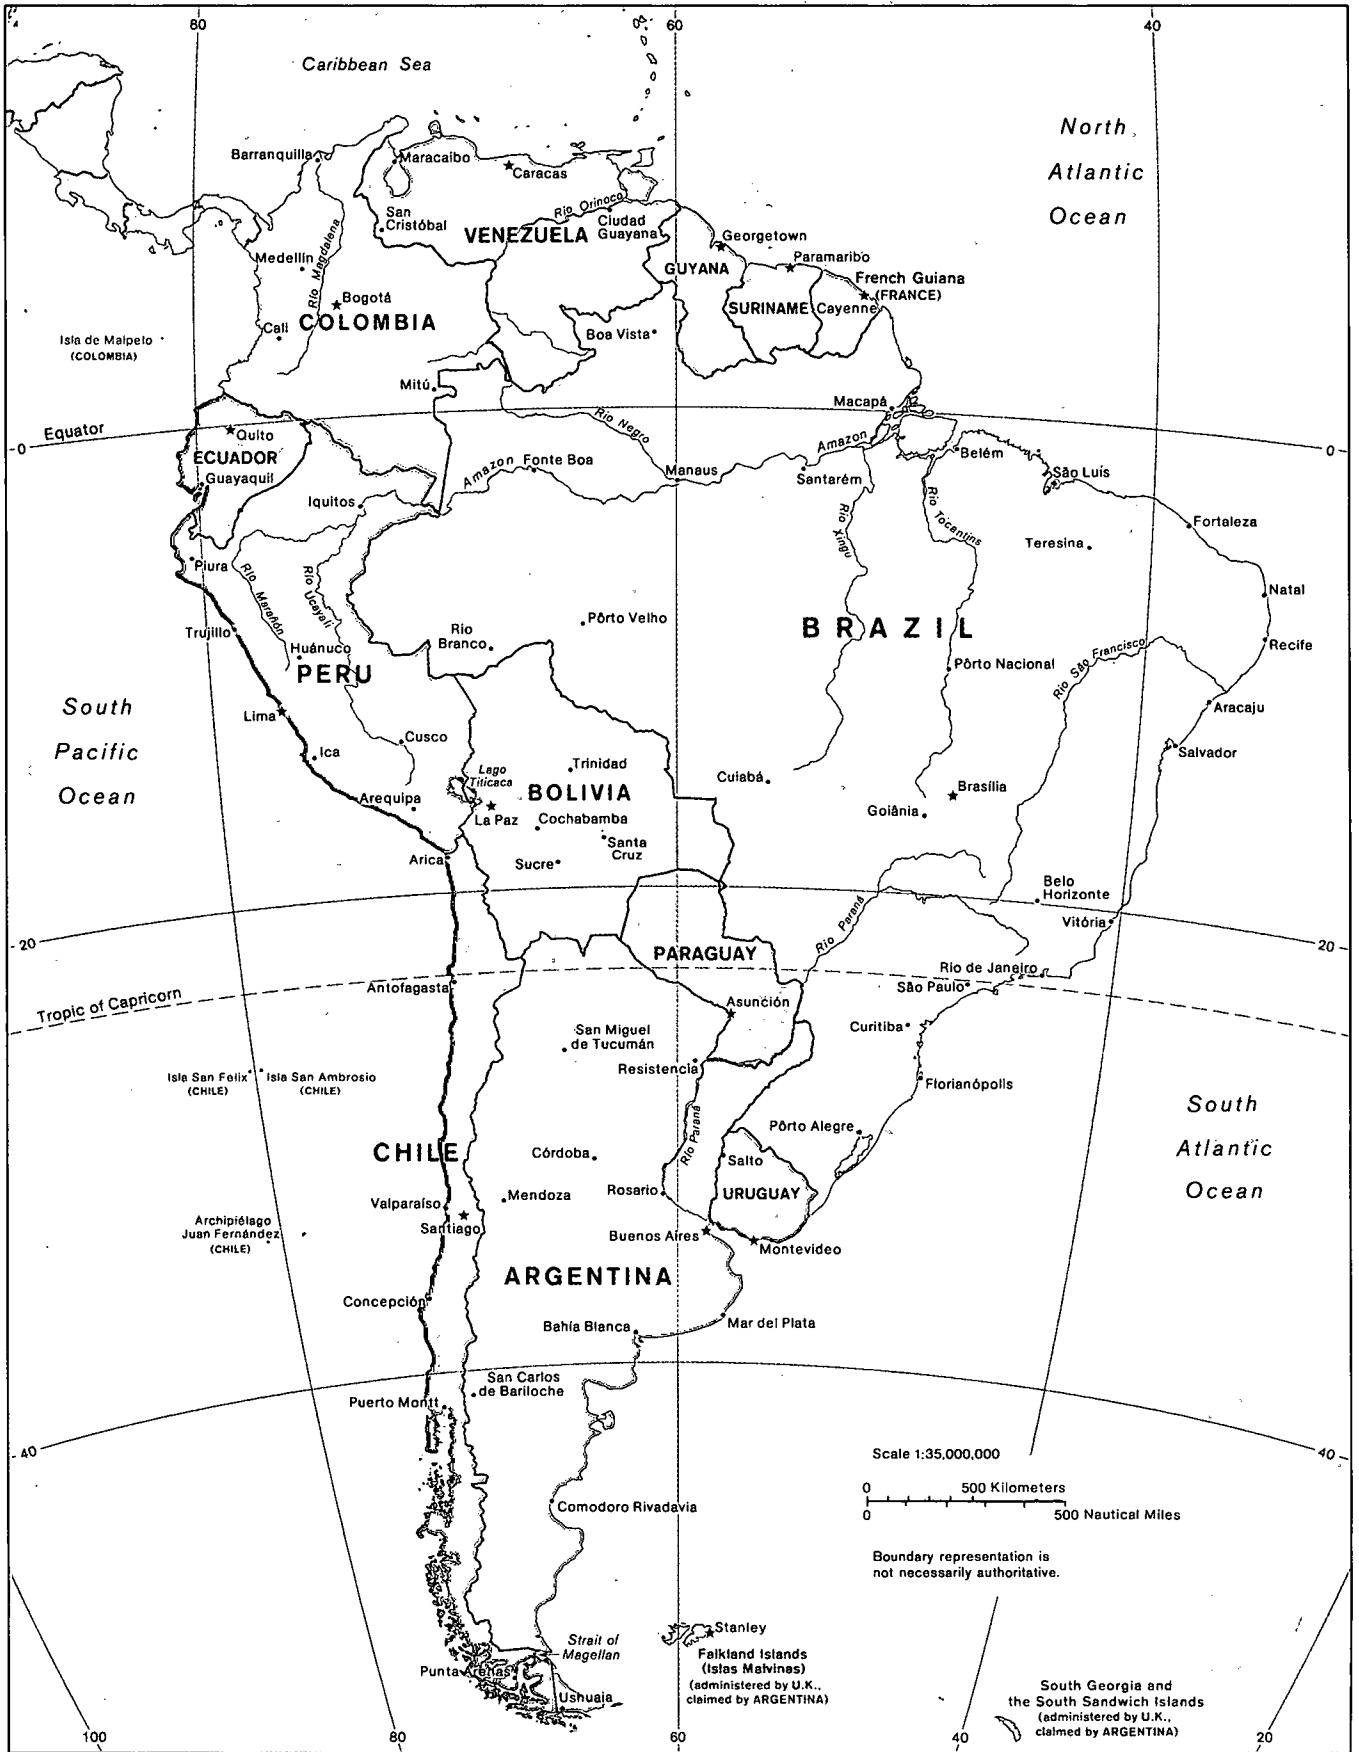 80
60
40
Caribbean Sea
North
Atlantic
Ocean
Barranquilla
Maracaibo
Caracas
San
Cristóbal
Río Orinoco
Ciudad
Guayana
VENEZUELA
Georgetown
Paramaribo
GUYANA
French Guiana
(FRANCE)
SURINAME
Cayenne
Medellín
Río Magdalena
Bogotá
COLOMBIA
Cali
Boa Vista
Isla de Malpelo
(COLOMBIA)
Mitú
Macapá
Equator
0
Quito
ECUADOR
Guayaquil
Rio Negro
Amazon
Fonte Boa
Manaus
Amazon
Santarém
Belém
0
São Luís
Iquitos
Rio Xingu
Rio Tocantins
Fortaleza
Teresina
Piura
Río Marañón
Río Ucayali
Natal
Trujillo
Pôrto Velho
BRAZIL
Rio
Branco
Recife
Huánuco
PERU
Pôrto Nacional
Rio São Francisco
South
Pacific
Ocean
Lima
Aracaju
Cusco
Ica
Salvador
Lago
Titicaca
Trinidad
Cuiabá
Brasília
BOLIVIA
Arequipa
La Paz
Cochabamba
Goiânia
Santa
Cruz
Arica
Sucre
Belo
Horizonte
Vitória
20
Rio Paraná
20
PARAGUAY
Rio de Janeiro
São Paulo
Antofagasta
Tropic of Capricorn
Asunción
Curitiba
San Miguel
de Tucumán
Resistencia
Isla San Felix
(CHILE)
Isla San Ambrosio
(CHILE)
Florianópolis
South
Atlantic
Ocean
Río Paraná
Pôrto Alegre
CHILE
Córdoba
Salto
Rosario
URUGUAY
Mendoza
Valparaíso
Santiago
Archipiélago
Juan Fernández
(CHILE)
Buenos Aires
Montevideo
ARGENTINA
Concepción
Bahía Blanca
Mar del Plata
San Carlos
de Bariloche
Puerto Montt
40
40
Scale 1:35,000,000
0
500 Kilometers
0
500 Nautical Miles
Comodoro Rivadavia
Boundary representation is
not necessarily authoritative.
Stanley
Strait of
Magellan
Falkland Islands
(Islas Malvinas)
(administered by U.K.,
claimed by ARGENTINA)
Punta Arenas
Ushuaia
South Georgia and
the South Sandwich Islands
(administered by U.K.,
claimed by ARGENTINA)
100
80
60
40
20